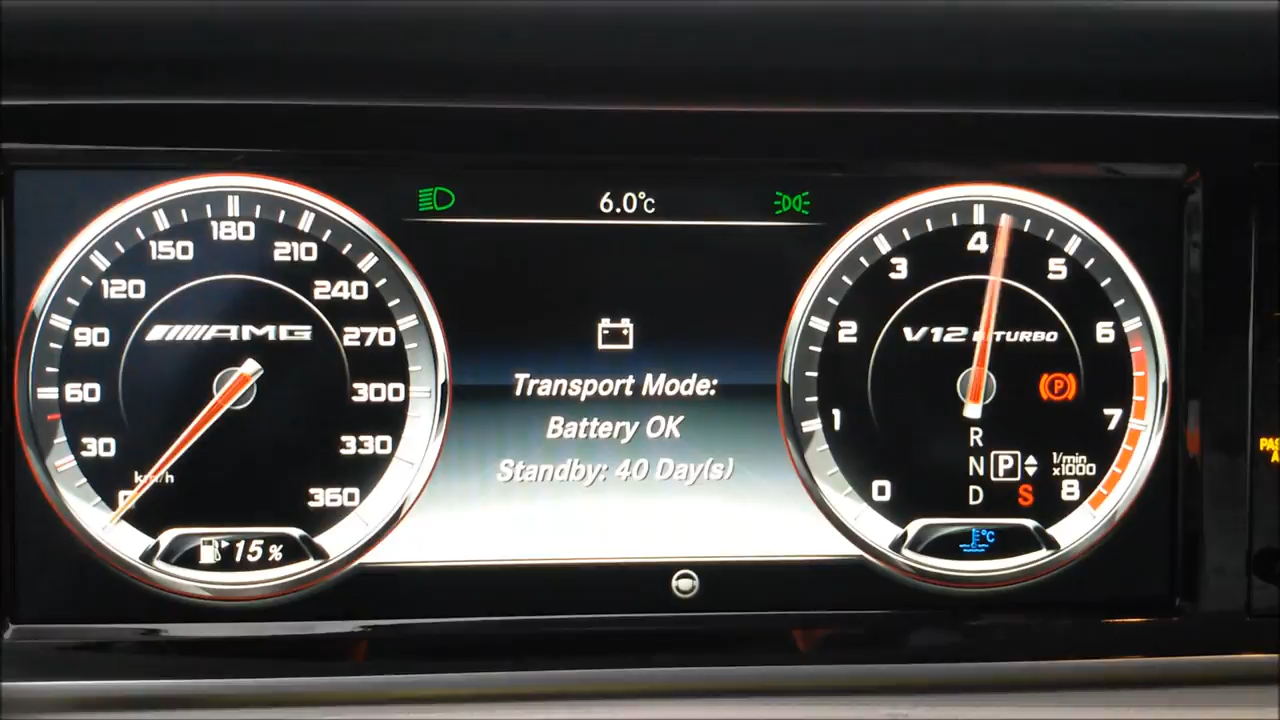 6.0°C
180
150
210
120
240
90
270
60
300
30
330
km/h
0
360
AMG
15%
Transport Mode:
Battery OK
Standby: 40 Day(s)
4
3
5
2
6
1
7
0
8
V12 BITURBO
P
R
N P
D S
1/min
x1000
°C
PAS
A